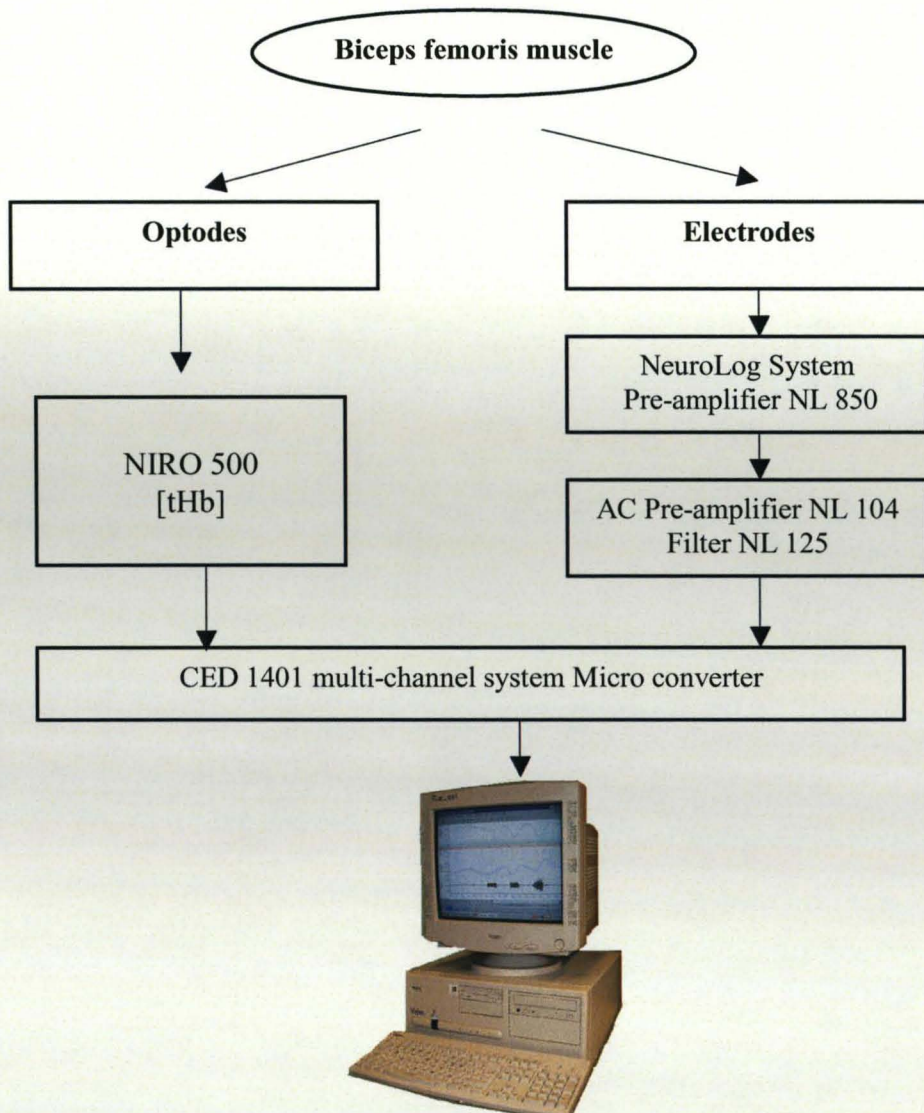 Biceps femoris muscle
Optodes
Electrodes
NeuroLog System
Pre-amplifier NL 850
NIRO 500
[tHb]
AC Pre-amplifier NL 104
Filter NL 125
CED 1401 multi-channel system Micro converter